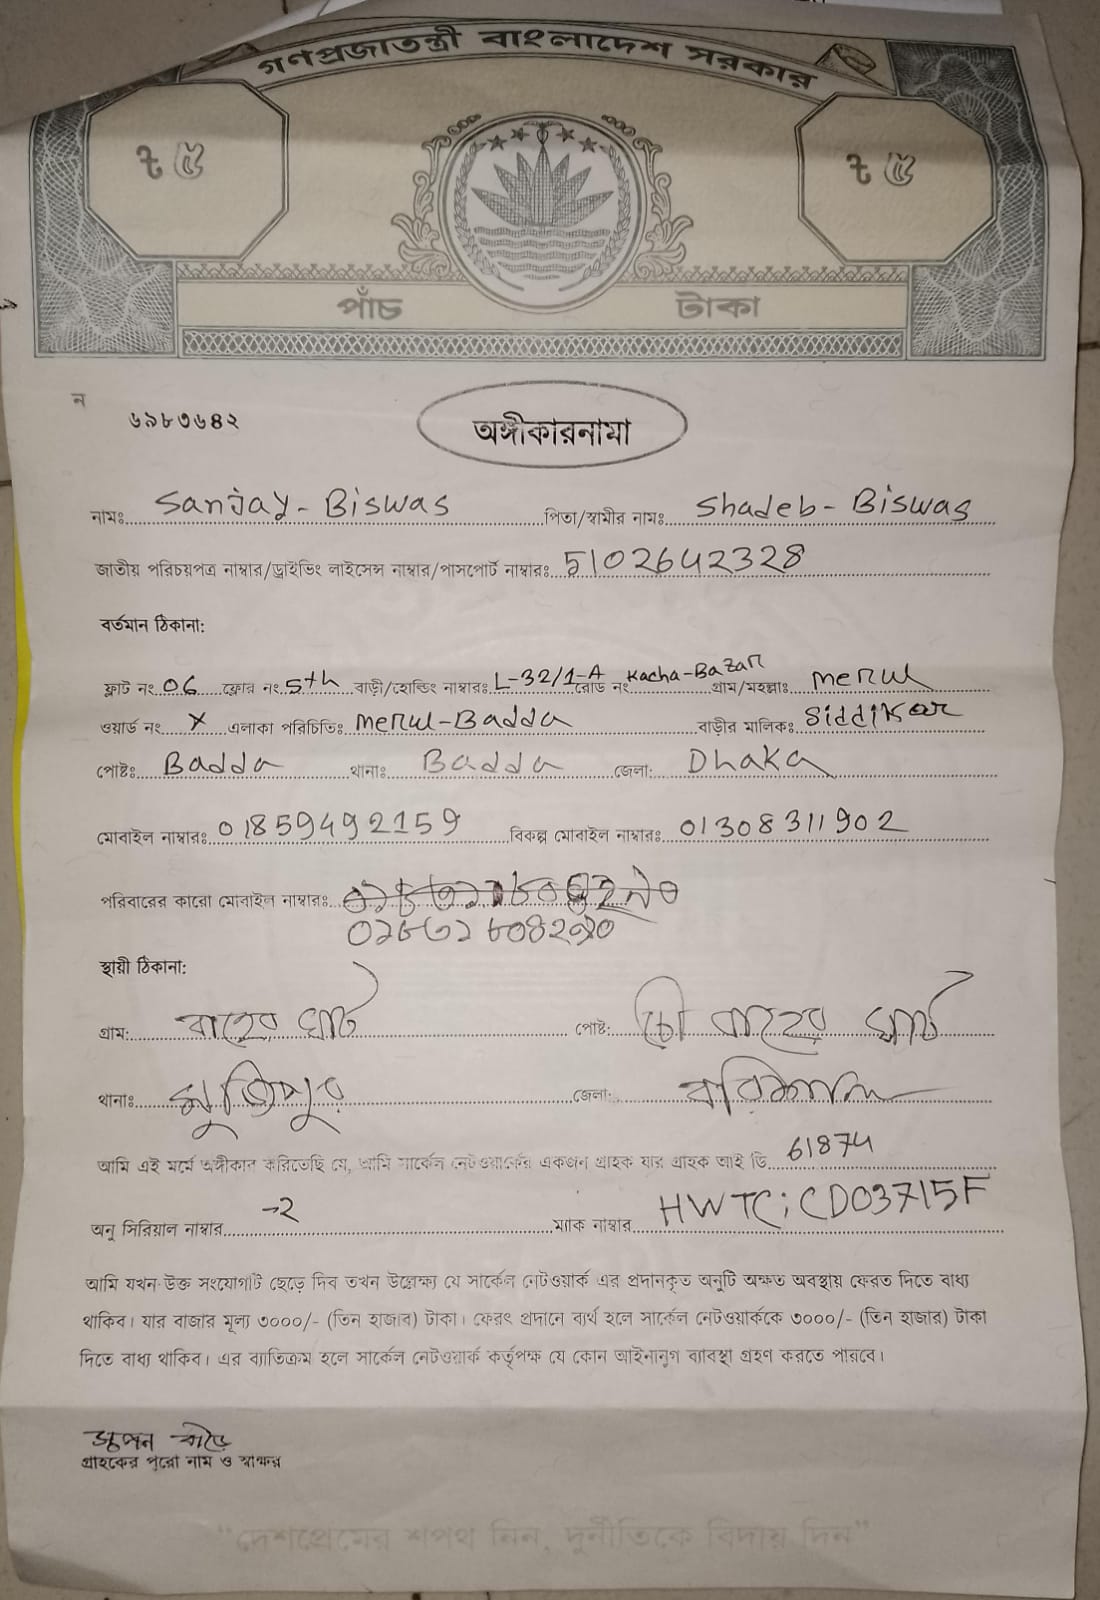 গণপ্রজাতন্ত্রী বাংলাদেশ সরকার
ট ৫ ট ৫
পাঁচ টাকা
ন
৬৯৮৩৬৪২
অঙ্গীকারনামা
নামঃ Sanjay - Biswas পিতা/স্বামীর নামঃ Shadeb - Biswas
জাতীয় পরিচয়পত্র নাম্বার/ড্রাইভিং লাইসেন্স নাম্বার/পাসপোর্ট নাম্বারঃ 5102642328
বর্তমান ঠিকানা:
ফ্লাট নং 06 ফ্লোর নং 5th বাড়ী/হোল্ডিং নাম্বারঃ L-32/1-A রোড নং Kacha-Bazar গ্রাম/মহল্লাঃ Merul
ওয়ার্ড নং X এলাকা পরিচিতিঃ Merul-Badda বাড়ীর মালিকঃ
পোষ্টঃ Badda থানাঃ Badda জেলা: Dhaka
মোবাইল নাম্বারঃ 01859492159 বিকল্প মোবাইল নাম্বারঃ 01308311902
পরিবারের কারো মোবাইল নাম্বারঃ
স্থায়ী ঠিকানা:
গ্রাম: পোষ্ট:
থানাঃ জেলা: বরিশাল
আমি এই মর্মে অঙ্গীকার করিতেছি যে, আমি সার্কেল নেটওয়ার্কের একজন গ্রাহক যার গ্রাহক আই ডি 61874
অনু সিরিয়াল নাম্বার ম্যাক নাম্বার HWTC: CD03715F
আমি যখন উক্ত সংযোগটি ছেড়ে দিব তখন উল্লেক্ষ্য যে সার্কেল নেটওয়ার্ক এর প্রদানকৃত অনুটি অক্ষত অবস্থায় ফেরত দিতে বাধ্য
থাকিব। যার বাজার মূল্য ৩০০০/- (তিন হাজার) টাকা। ফেরৎ প্রদানে ব্যর্থ হলে সার্কেল নেটওয়ার্ককে ৩০০০/- (তিন হাজার) টাকা
দিতে বাধ্য থাকিব। এর ব্যাতিক্রম হলে সার্কেল নেটওয়ার্ক কর্তৃপক্ষ যে কোন আইনানুগ ব্যাবস্থা গ্রহণ করতে পারবে।
গ্রাহকের পুরো নাম ও স্বাক্ষর
"দেশপ্রেমের শপথ নিন, দুর্নীতিকে বিদায় দিন"